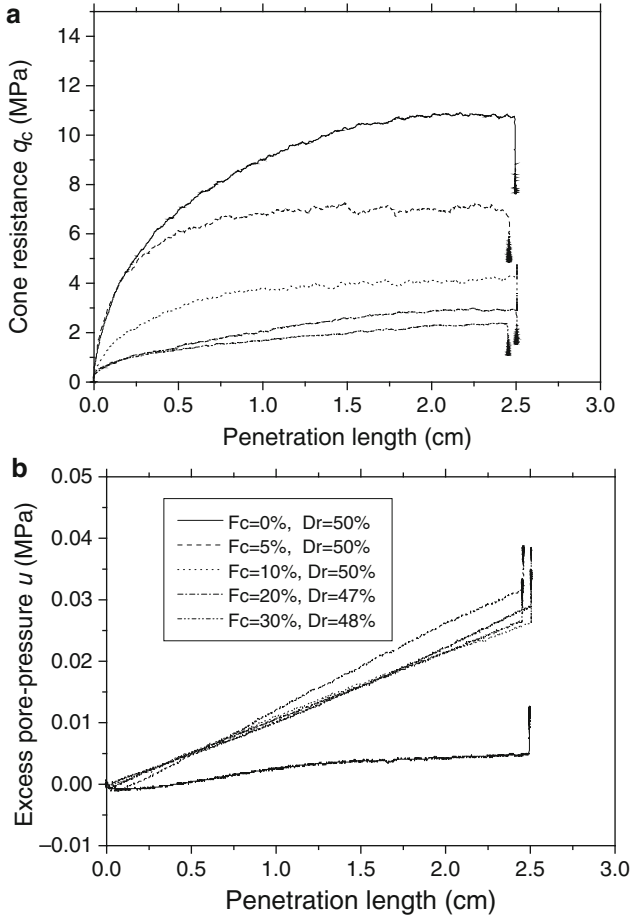 a
14
12
10
8
6
4
2
0
Cone resistance qc (MPa)
0.0 0.5 1.0 1.5 2.0 2.5 3.0
Penetration length (cm)
b
0.05
0.04
0.03
0.02
0.01
0.00
–0.01
Excess pore-pressure u (MPa)
Fc=0%, Dr=50%
Fc=5%, Dr=50%
Fc=10%, Dr=50%
Fc=20%, Dr=47%
Fc=30%, Dr=48%
0.0 0.5 1.0 1.5 2.0 2.5 3.0
Penetration length (cm)